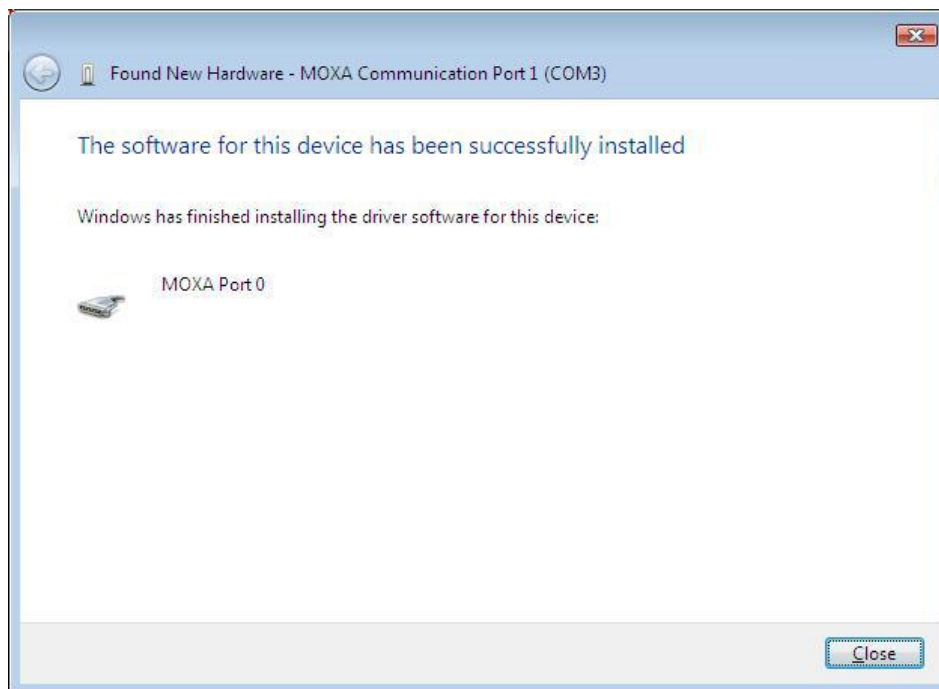 Found New Hardware - MOXA Communication Port 1 (COM3)
The software for this device has been successfully installed
Windows has finished installing the driver software for this device:
MOXA Port 0
Close